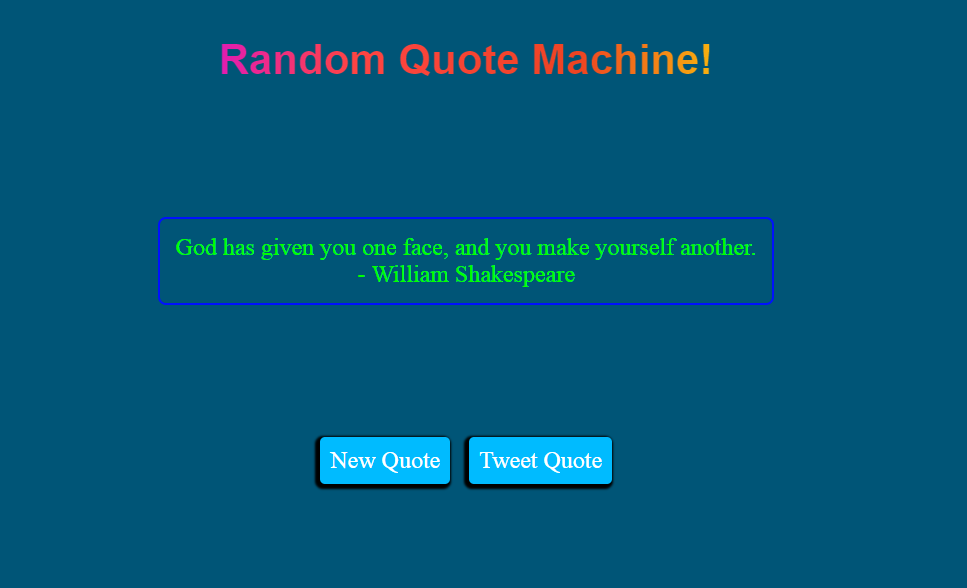 Random Quote Machine!
God has given you one face, and you make yourself another.
- William Shakespeare
New Quote
Tweet Quote